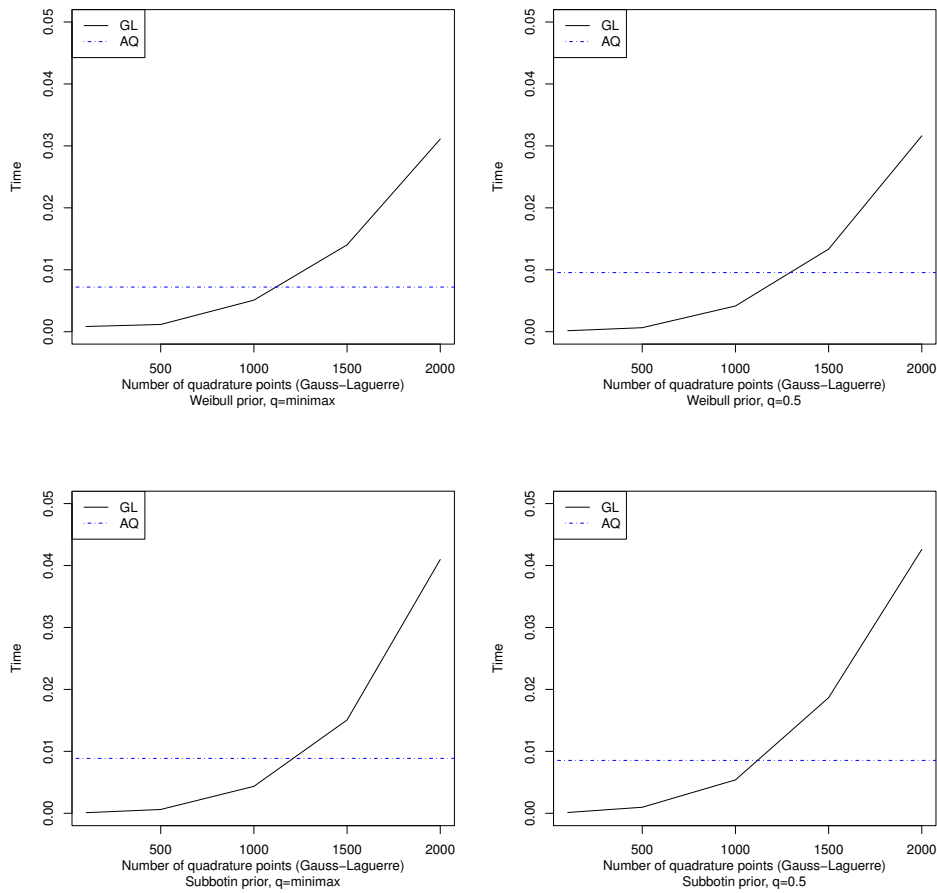 GL
AQ
Time
0.00
0.01
0.02
0.03
0.04
0.05
500
1000
1500
2000
Number of quadrature points (Gauss−Laguerre)
Weibull prior, q=minimax
GL
AQ
Time
0.00
0.01
0.02
0.03
0.04
0.05
500
1000
1500
2000
Number of quadrature points (Gauss−Laguerre)
Weibull prior, q=0.5
GL
AQ
Time
0.00
0.01
0.02
0.03
0.04
0.05
500
1000
1500
2000
Number of quadrature points (Gauss−Laguerre)
Subbotin prior, q=minimax
GL
AQ
Time
0.00
0.01
0.02
0.03
0.04
0.05
500
1000
1500
2000
Number of quadrature points (Gauss−Laguerre)
Subbotin prior, q=0.5